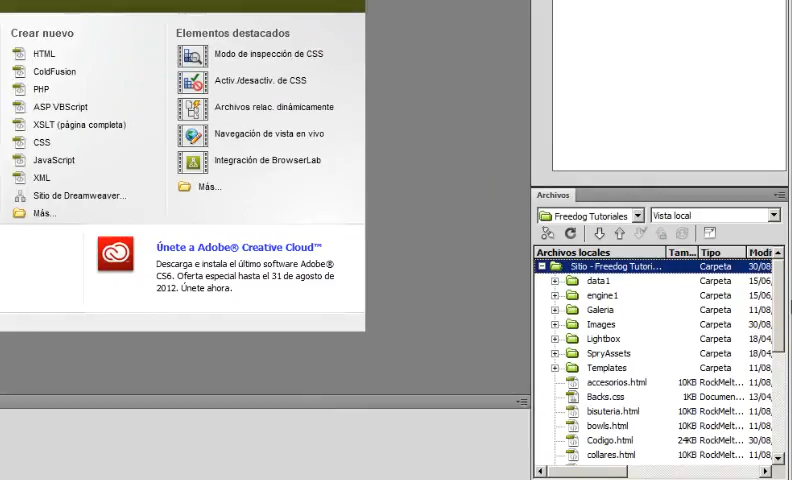 Crear nuevo
HTML
ColdFusion
PHP
ASP VBScript
XSLT (página completa)
CSS
JavaScript
XML
Sitio de Dreamweaver...
Más...
Elementos destacados
Modo de inspección de CSS
Activ./desactiv. de CSS
Archivos relac. dinámicamente
Navegación de vista en vivo
Integración de BrowserLab
Más...
Únete a Adobe® Creative Cloud™
Descarga e instala el último software Adobe®
CS6. Oferta especial hasta el 31 de agosto de
2012. Únete ahora.
Archivos
Freedog Tutoriales Vista local
Archivos locales Tam... Tipo Modi
Sitio - Freedog Tutori... Carpeta 30/08
data1 Carpeta 15/06,
engine1 Carpeta 15/06,
Galeria Carpeta 11/08,
Images Carpeta 30/08,
Lightbox Carpeta 18/04,
SpryAssets Carpeta 18/04,
Templates Carpeta 11/08,
accesorios.html 10KB RockMelt... 11/08,
Backs.css 1KB Documen... 13/04,
bisuteria.html 10KB RockMelt... 11/08,
bowls.html 10KB RockMelt... 11/08,
Codigo.html 24KB RockMelt... 30/08,
collares.html 10KB RockMelt... 11/08,